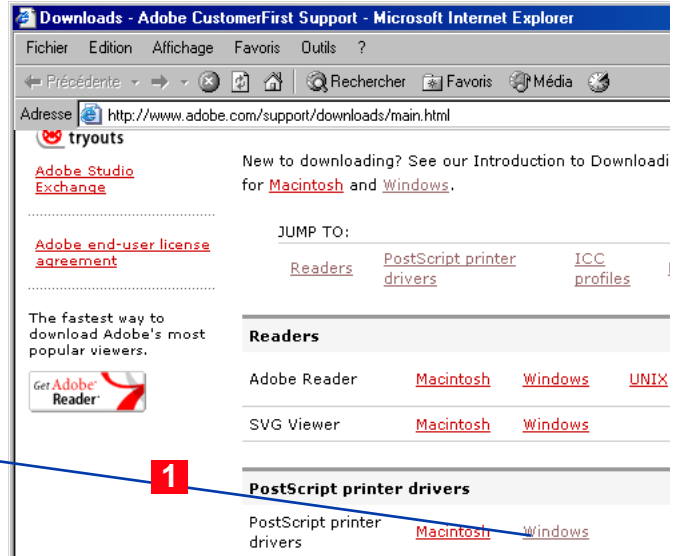 Downloads - Adobe CustomerFirst Support - Microsoft Internet Explorer
Fichier Edition Affichage Favoris Outils ?
Précédente Rechercher Favoris Média
Adresse http://www.adobe.com/support/downloads/main.html
tryouts
Adobe Studio
Exchange
Adobe end-user license
agreement
The fastest way to
download Adobe's most
popular viewers.
Get Adobe
Reader
New to downloading? See our Introduction to Downloadi
for Macintosh and Windows.
JUMP TO:
Readers PostScript printer ICC
drivers profiles
Readers
Adobe Reader Macintosh Windows UNIX
SVG Viewer Macintosh Windows
1
PostScript printer drivers
PostScript printer Macintosh Windows
drivers